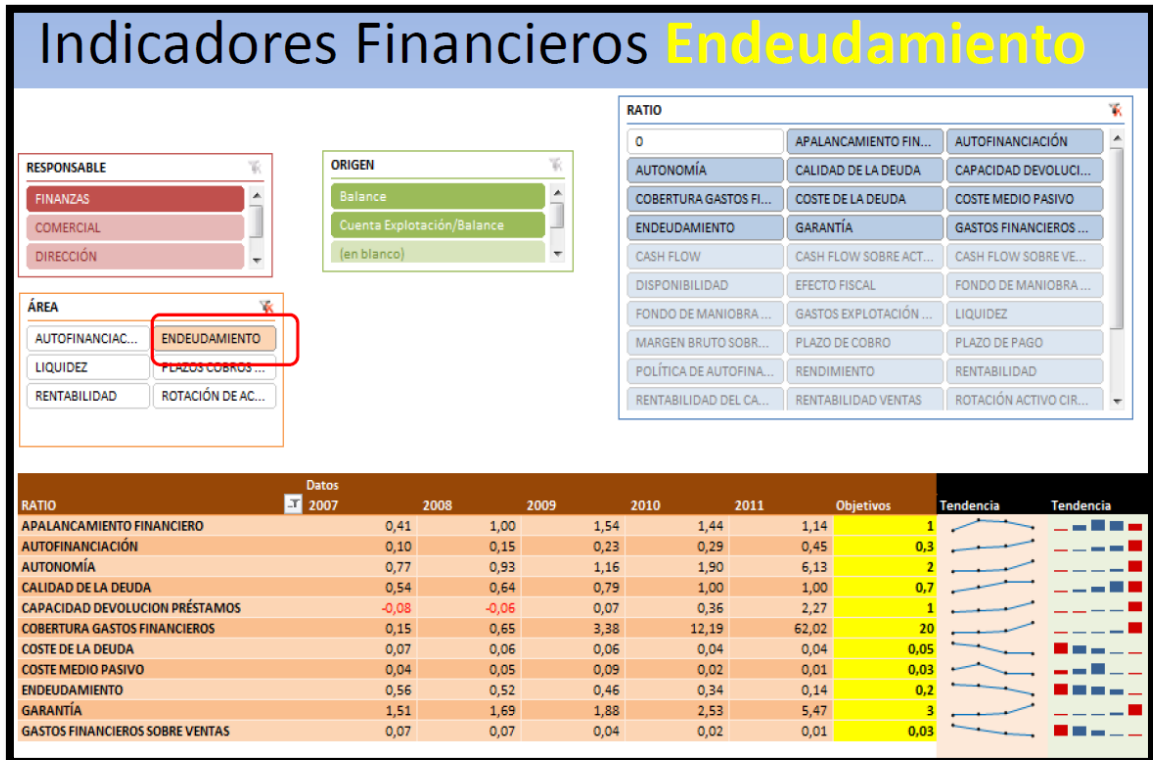 Indicadores Financieros Endeudamiento
RESPONSABLE
FINANZAS
COMERCIAL
DIRECCIÓN
ORIGEN
Balance
Cuenta Explotación/Balance
(en blanco)
ÁREA
AUTOFINANCIAC... ENDEUDAMIENTO
LIQUIDEZ PLAZOS COBROS ...
RENTABILIDAD ROTACIÓN DE AC...
RATIO
0 APALANCAMIENTO FIN... AUTOFINANCIACIÓN
AUTONOMÍA CALIDAD DE LA DEUDA CAPACIDAD DEVOLUCI...
COBERTURA GASTOS FI... COSTE DE LA DEUDA COSTE MEDIO PASIVO
ENDEUDAMIENTO GARANTÍA GASTOS FINANCIEROS ...
CASH FLOW CASH FLOW SOBRE ACT... CASH FLOW SOBRE VE...
DISPONIBILIDAD EFECTO FISCAL FONDO DE MANIOBRA ...
FONDO DE MANIOBRA ... GASTOS EXPLOTACIÓN ... LIQUIDEZ
MARGEN BRUTO SOBR... PLAZO DE COBRO PLAZO DE PAGO
POLÍTICA DE AUTOFINA... RENDIMIENTO RENTABILIDAD
RENTABILIDAD DEL CA... RENTABILIDAD VENTAS ROTACIÓN ACTIVO CIR...
Datos
RATIO 2007 2008 2009 2010 2011 Objetivos Tendencia Tendencia
APALANCAMIENTO FINANCIERO 0,41 1,00 1,54 1,44 1,14 1
AUTOFINANCIACIÓN 0,10 0,15 0,23 0,29 0,45 0,3
AUTONOMÍA 0,77 0,93 1,16 1,90 6,13 2
CALIDAD DE LA DEUDA 0,54 0,64 0,79 1,00 1,00 0,7
CAPACIDAD DEVOLUCION PRÉSTAMOS -0,08 -0,06 0,07 0,36 2,27 1
COBERTURA GASTOS FINANCIEROS 0,15 0,65 3,38 12,19 62,02 20
COSTE DE LA DEUDA 0,07 0,06 0,06 0,04 0,04 0,05
COSTE MEDIO PASIVO 0,04 0,05 0,09 0,02 0,01 0,03
ENDEUDAMIENTO 0,56 0,52 0,46 0,34 0,14 0,2
GARANTÍA 1,51 1,69 1,88 2,53 5,47 3
GASTOS FINANCIEROS SOBRE VENTAS 0,07 0,07 0,04 0,02 0,01 0,03